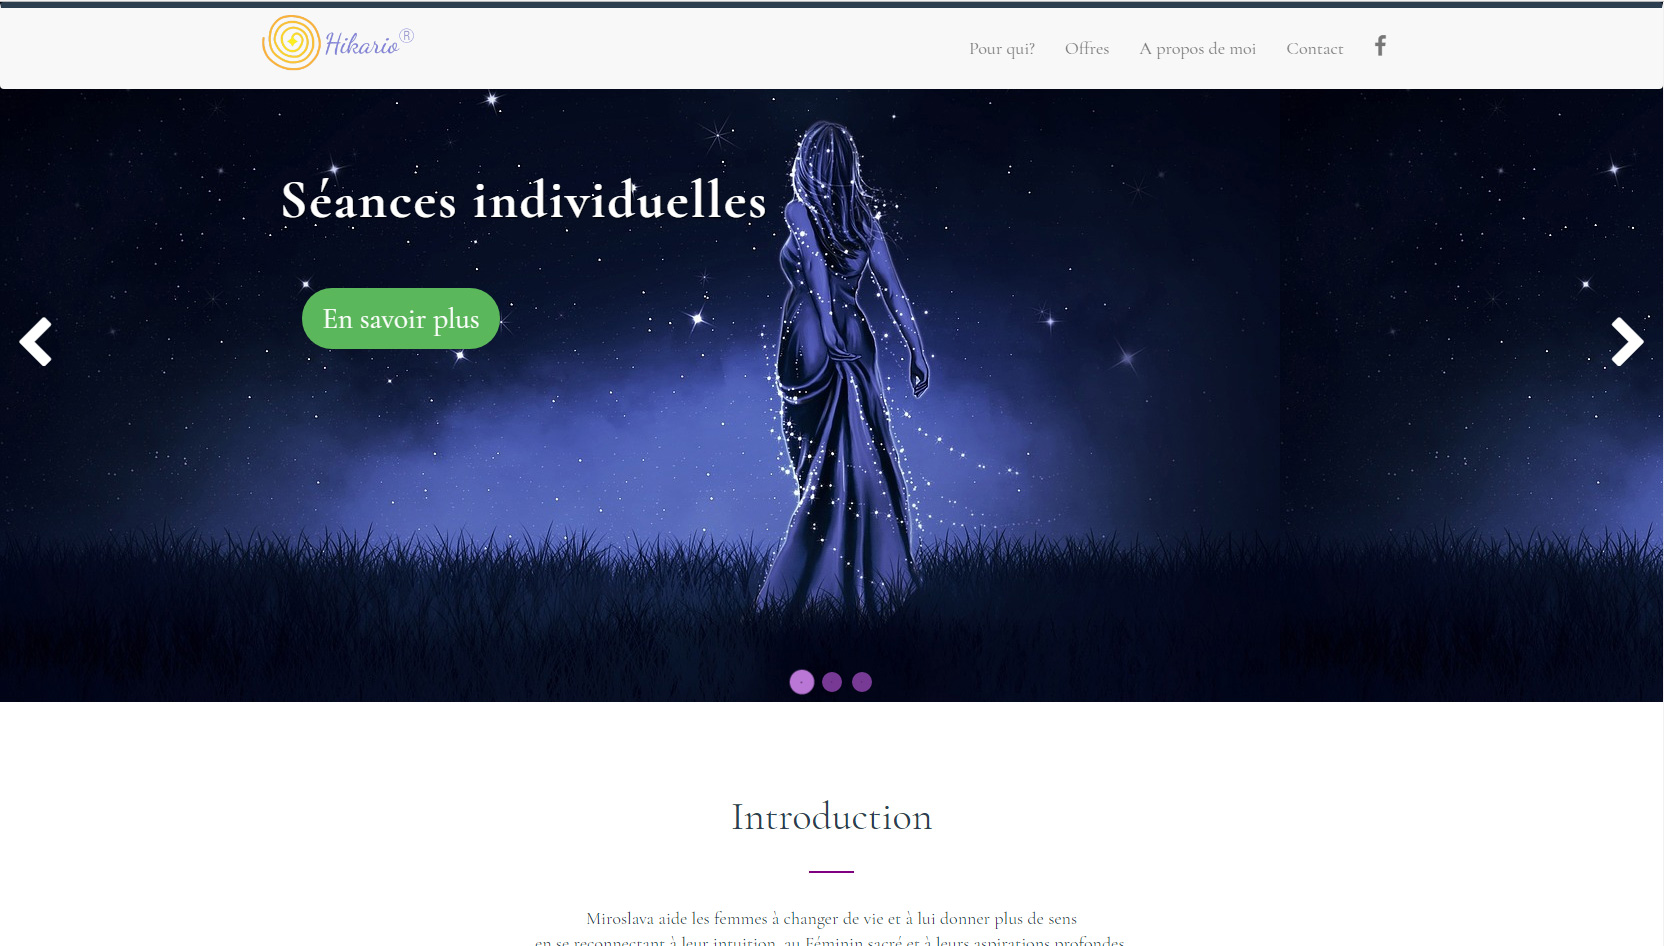 Hikario®
Pour qui? Offres A propos de moi Contact
Séances individuelles
En savoir plus
Introduction
Miroslava aide les femmes à changer de vie et à lui donner plus de sens
en se reconnectant à leur intuition, au Féminin sacré et à leurs aspirations profondes